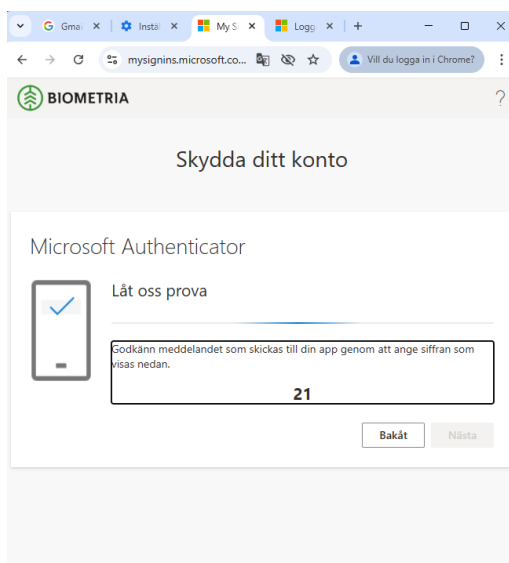 Gmai
Instäl
My S
Logg
mysignins.microsoft.co...
Vill du logga in i Chrome?
BIOMETRIA
?
Skydda ditt konto
Microsoft Authenticator
Låt oss prova
Godkänn meddelandet som skickas till din app genom att ange siffran som
visas nedan.
21
Bakåt
Nästa